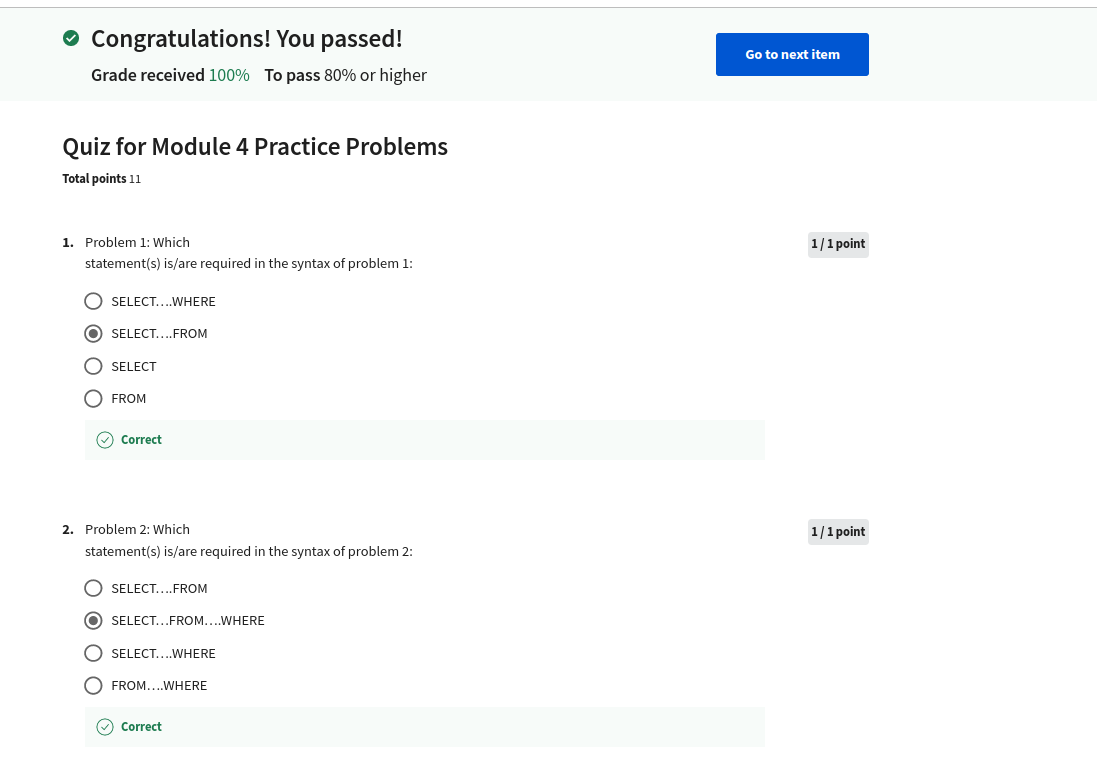 Congratulations! You passed!
Go to next item
Grade received 100% To pass 80% or higher
Quiz for Module 4 Practice Problems
Total points 11
1. Problem 1: Which
1 / 1 point
statement(s) is/are required in the syntax of problem 1:
SELECT….WHERE
SELECT….FROM
SELECT
FROM
Correct
2. Problem 2: Which
1 / 1 point
statement(s) is/are required in the syntax of problem 2:
SELECT….FROM
SELECT…FROM….WHERE
SELECT….WHERE
FROM….WHERE
Correct